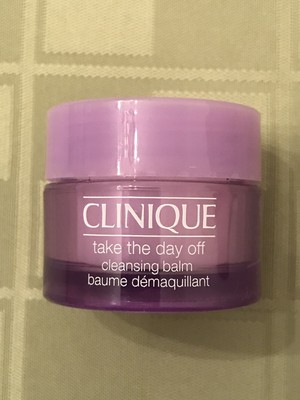 CLINIQUE
take the day off
cleansing balm
baume démaquillant